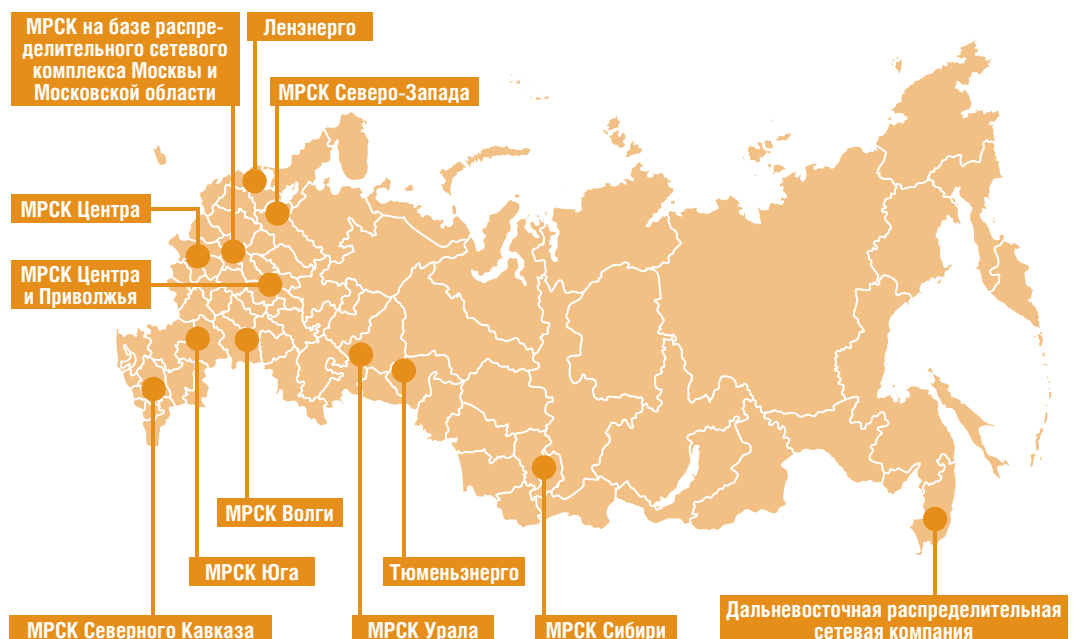 МРСК на базе распре-
делительного сетевого
комплекса Москвы и
Московской области
Ленэнерго
МРСК Северо-Запада
МРСК Центра
МРСК Центра
и Приволжья
МРСК Волги
МРСК Юга
Тюменьэнерго
МРСК Северного Кавказа
МРСК Урала
МРСК Сибири
Дальневосточная распределительная
сетевая компания